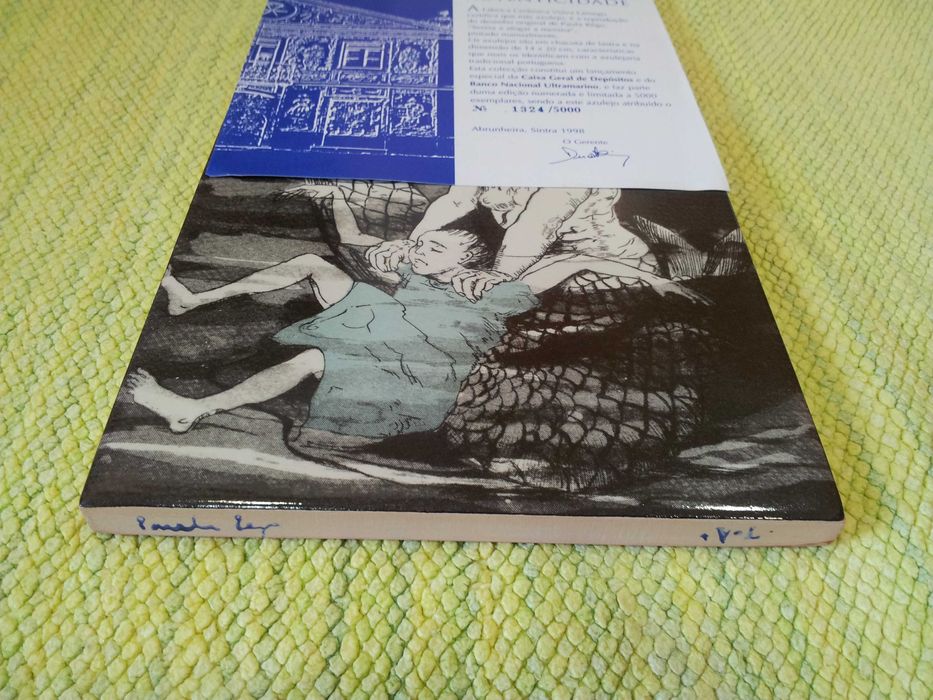 TICIDADE
A Fábrica Cerâmica Viúva Lamego,
certifica que este azulejo, é a reprodução
do desenho original de Paula Rego
pintado manualmente.
Os azulejos são em chacota de lastra e na
dimensão de 14 x 20 cm, características
que mais os identificam com a azulejaria
tradicional portuguesa.
Esta colecção constitui um lançamento
especial da Caixa Geral de Depósitos e do
Banco Nacional Ultramarino, e faz parte
duma edição numerada e limitada a 5000
exemplares, sendo a este azulejo atribuído o
Nº 1324/5000
Abrunheira, Sintra 1998
O Gerente
Paula Rego